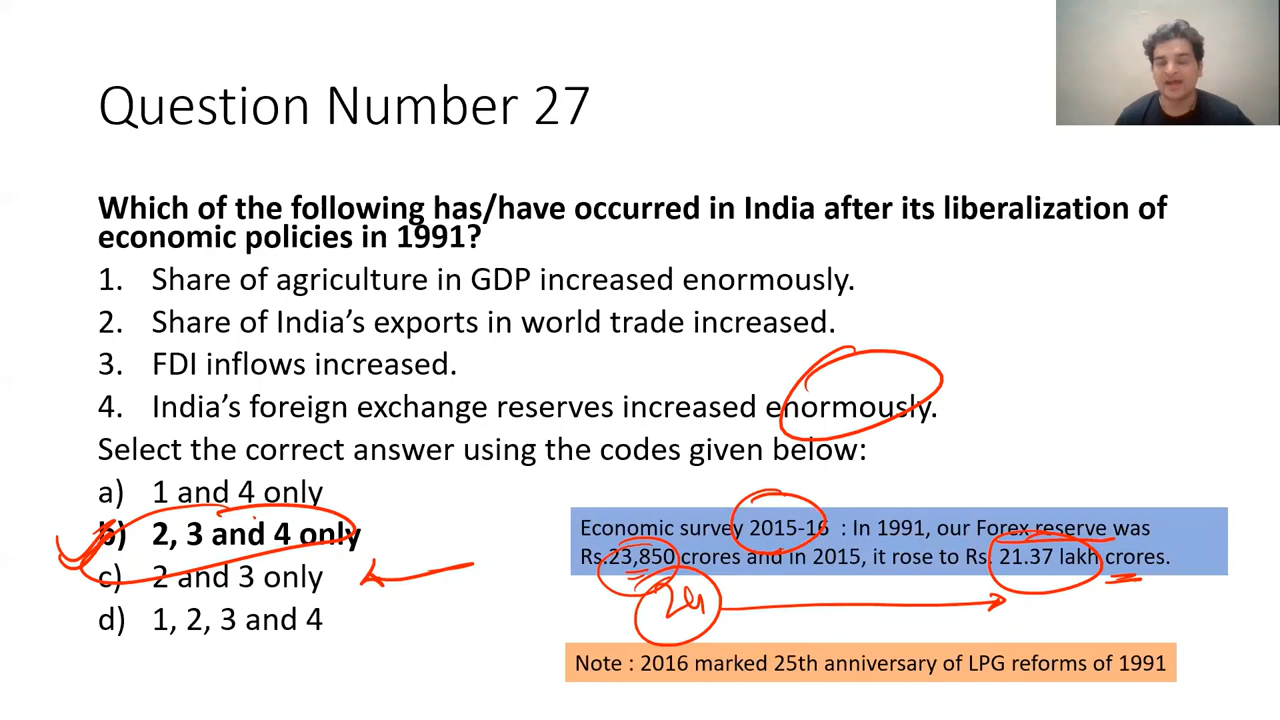 Question Number 27
Which of the following has/have occurred in India after its liberalization of
economic policies in 1991?
1. Share of agriculture in GDP increased enormously.
2. Share of India's exports in world trade increased.
3. FDI inflows increased.
4. India's foreign exchange reserves increased enormously.
Select the correct answer using the codes given below:
a) 1 and 4 only
b) 2, 3 and 4 only
c) 2 and 3 only
d) 1, 2, 3 and 4
Economic survey 2015-16 : In 1991, our Forex reserve was
Rs.23,850 crores and in 2015, it rose to Rs. 21.37 lakh crores.
Note : 2016 marked 25th anniversary of LPG reforms of 1991